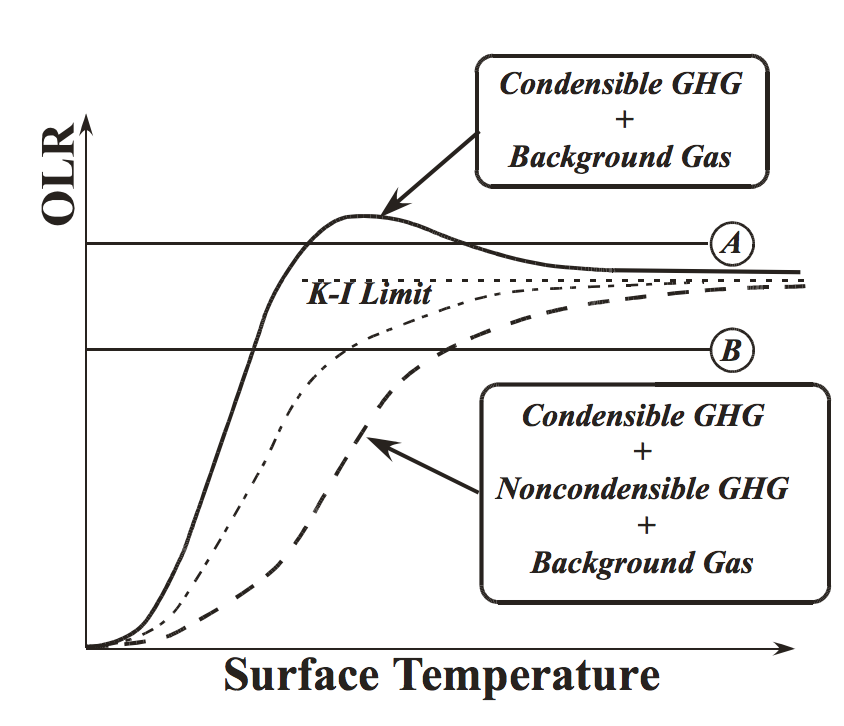 Condensible GHG
+
Background Gas
OLR
A
K-I Limit
B
Condensible GHG
+
Noncondensible GHG
+
Background Gas
Surface Temperature